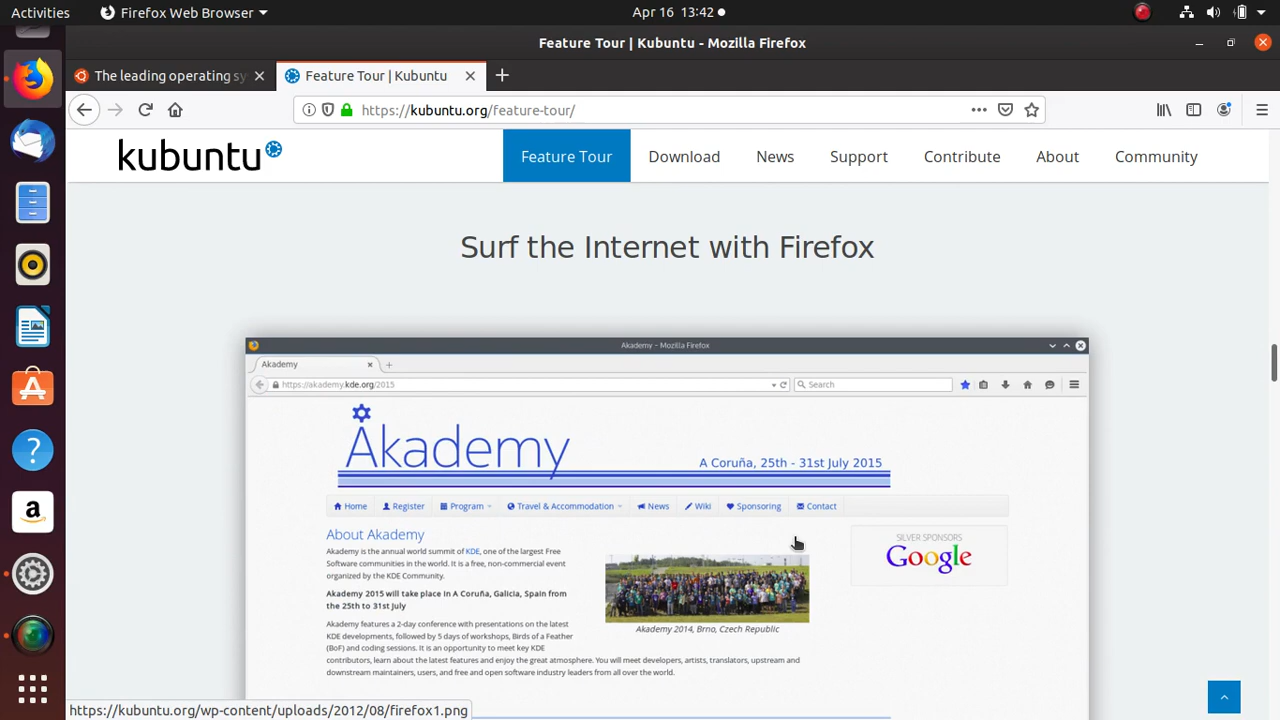 Activities
Firefox Web Browser
Apr 16 13:42
Feature Tour | Kubuntu - Mozilla Firefox
The leading operating sy
Feature Tour | Kubuntu
https://kubuntu.org/feature-tour/
kubuntu
Feature Tour
Download
News
Support
Contribute
About
Community
Surf the Internet with Firefox
Akademy - Mozilla Firefox
Akademy
https://akademy.kde.org/2015
Search
Akademy
A Coruña, 25th - 31st July 2015
Home
Register
Program
Travel & Accommodation
News
Wiki
Sponsoring
Contact
About Akademy
Akademy is the annual world summit of KDE, one of the largest Free
Software communities in the world. It is a free, non-commercial event
organized by the KDE Community.
Akademy 2015 will take place in A Coruña, Galicia, Spain from
the 25th to 31st July
Akademy features a 2-day conference with presentations on the latest
KDE developments, followed by 5 days of workshops, Birds of a Feather
(BoF) and coding sessions. It is an opportunity to meet key KDE
contributors, learn about the latest features and enjoy the great atmosphere. You will meet developers, artists, translators, upstream and
downstream maintainers, users, and free and open software industry leaders from all over the world.
Akademy 2014, Brno, Czech Republic
SILVER SPONSORS
Google
https://kubuntu.org/wp-content/uploads/2012/08/firefox1.png